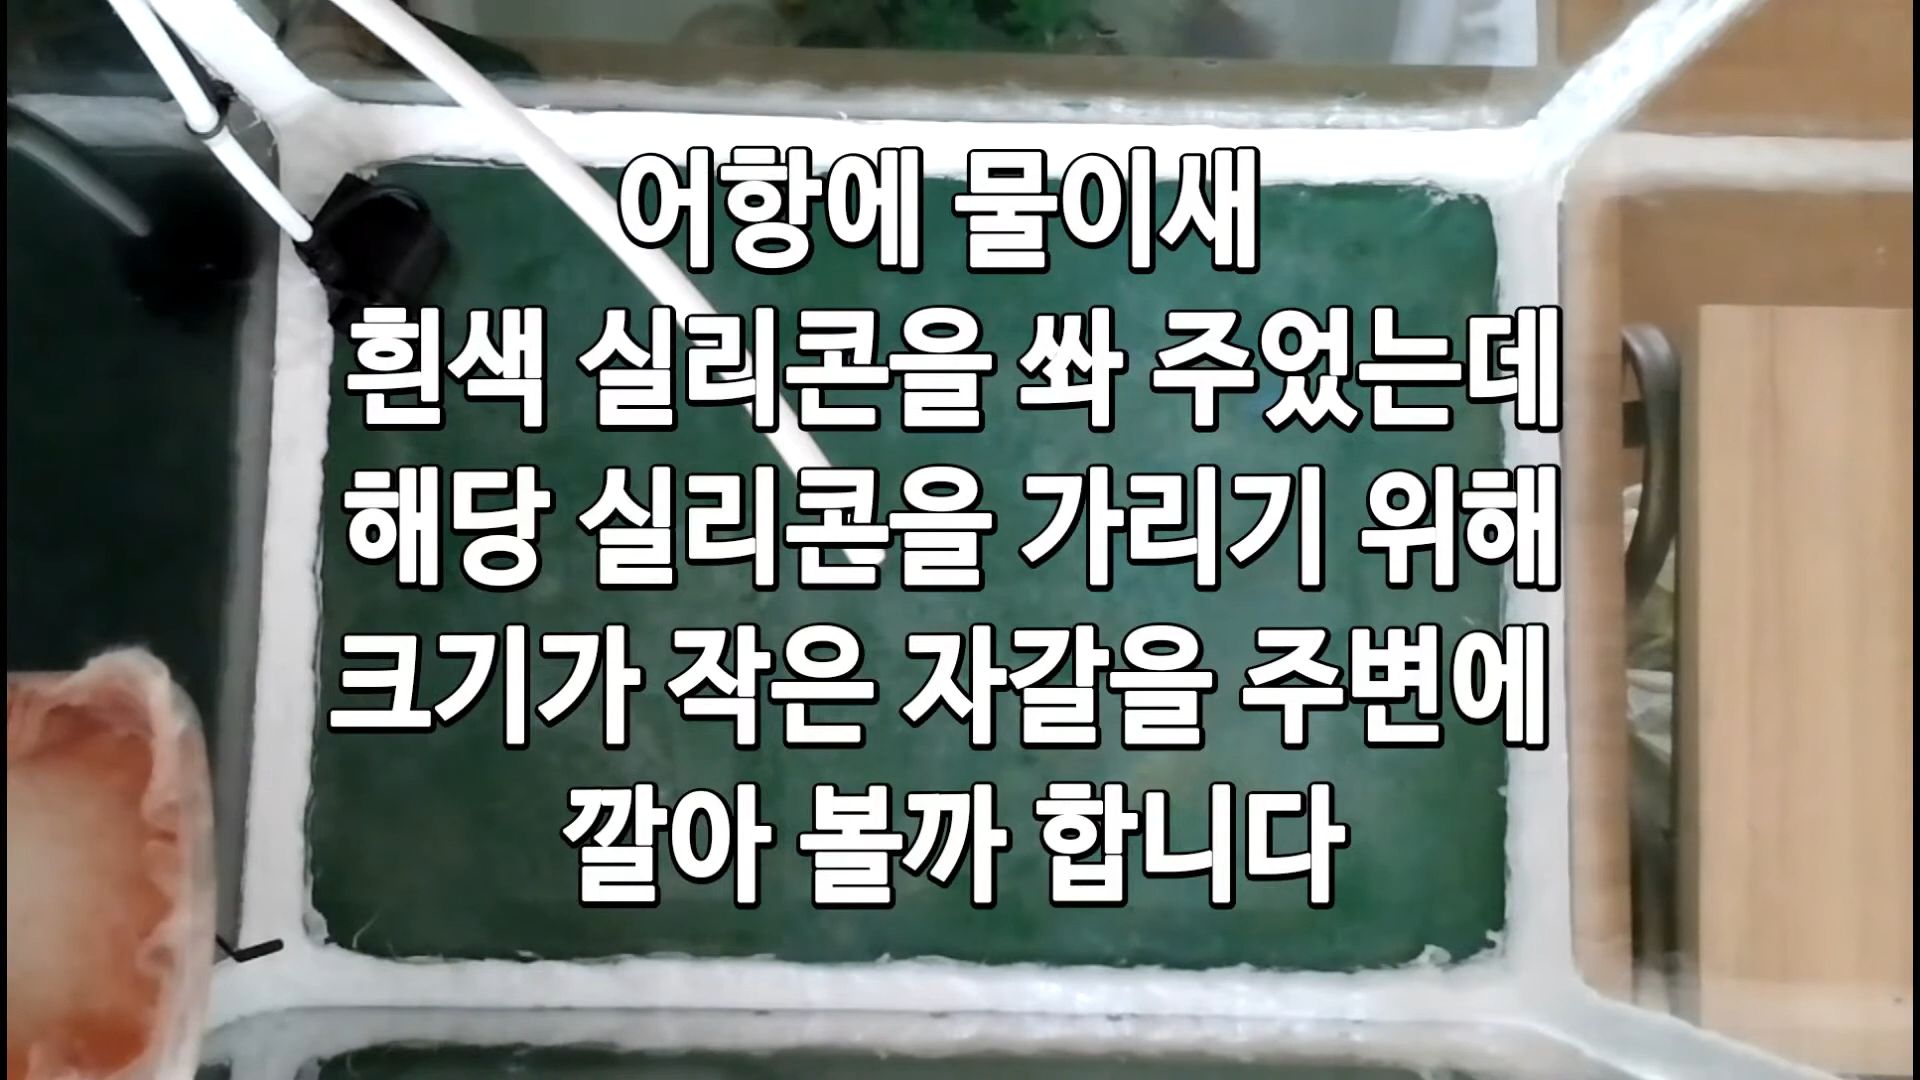 어항에 물이새
흰색 실리콘을 쏴 주었는데
해당 실리콘을 가리기 위해
크기가 작은 자갈을 주변에
깔아 볼까 합니다